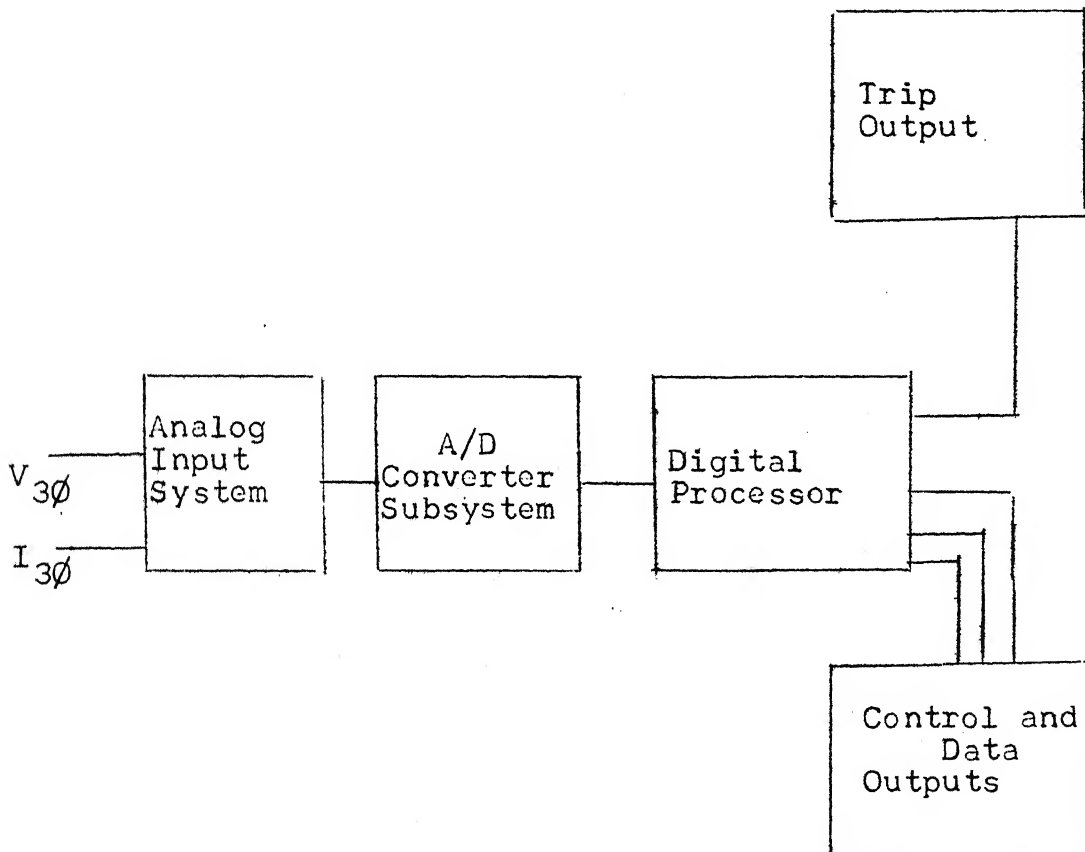 Trip
Output
Analog
Input
System
A/D
Converter
Subsystem
Digital
Processor
V3Ø
I3Ø
Control and
Data
Outputs